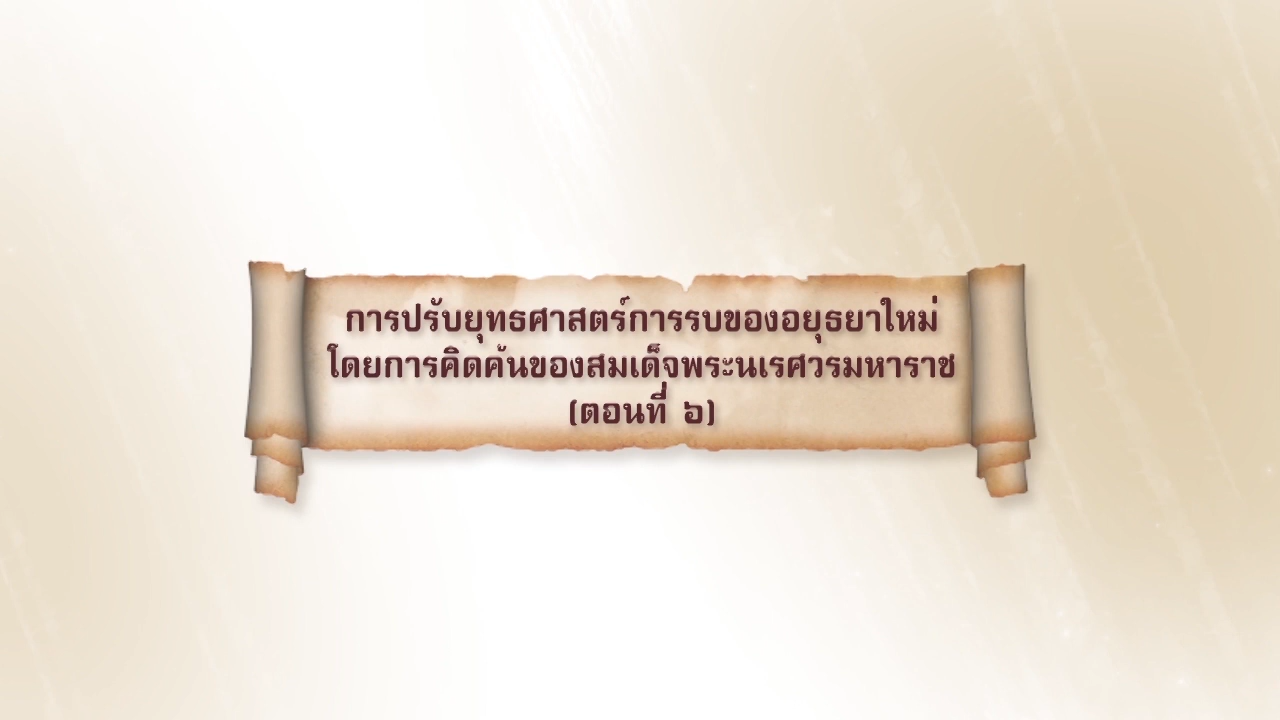 การปรับยุทธศาสตร์การรบของอยุธยาใหม่
โดยการคิดค้นของสมเด็จพระนเรศวรมหาราช
(ตอนที่ ๖)